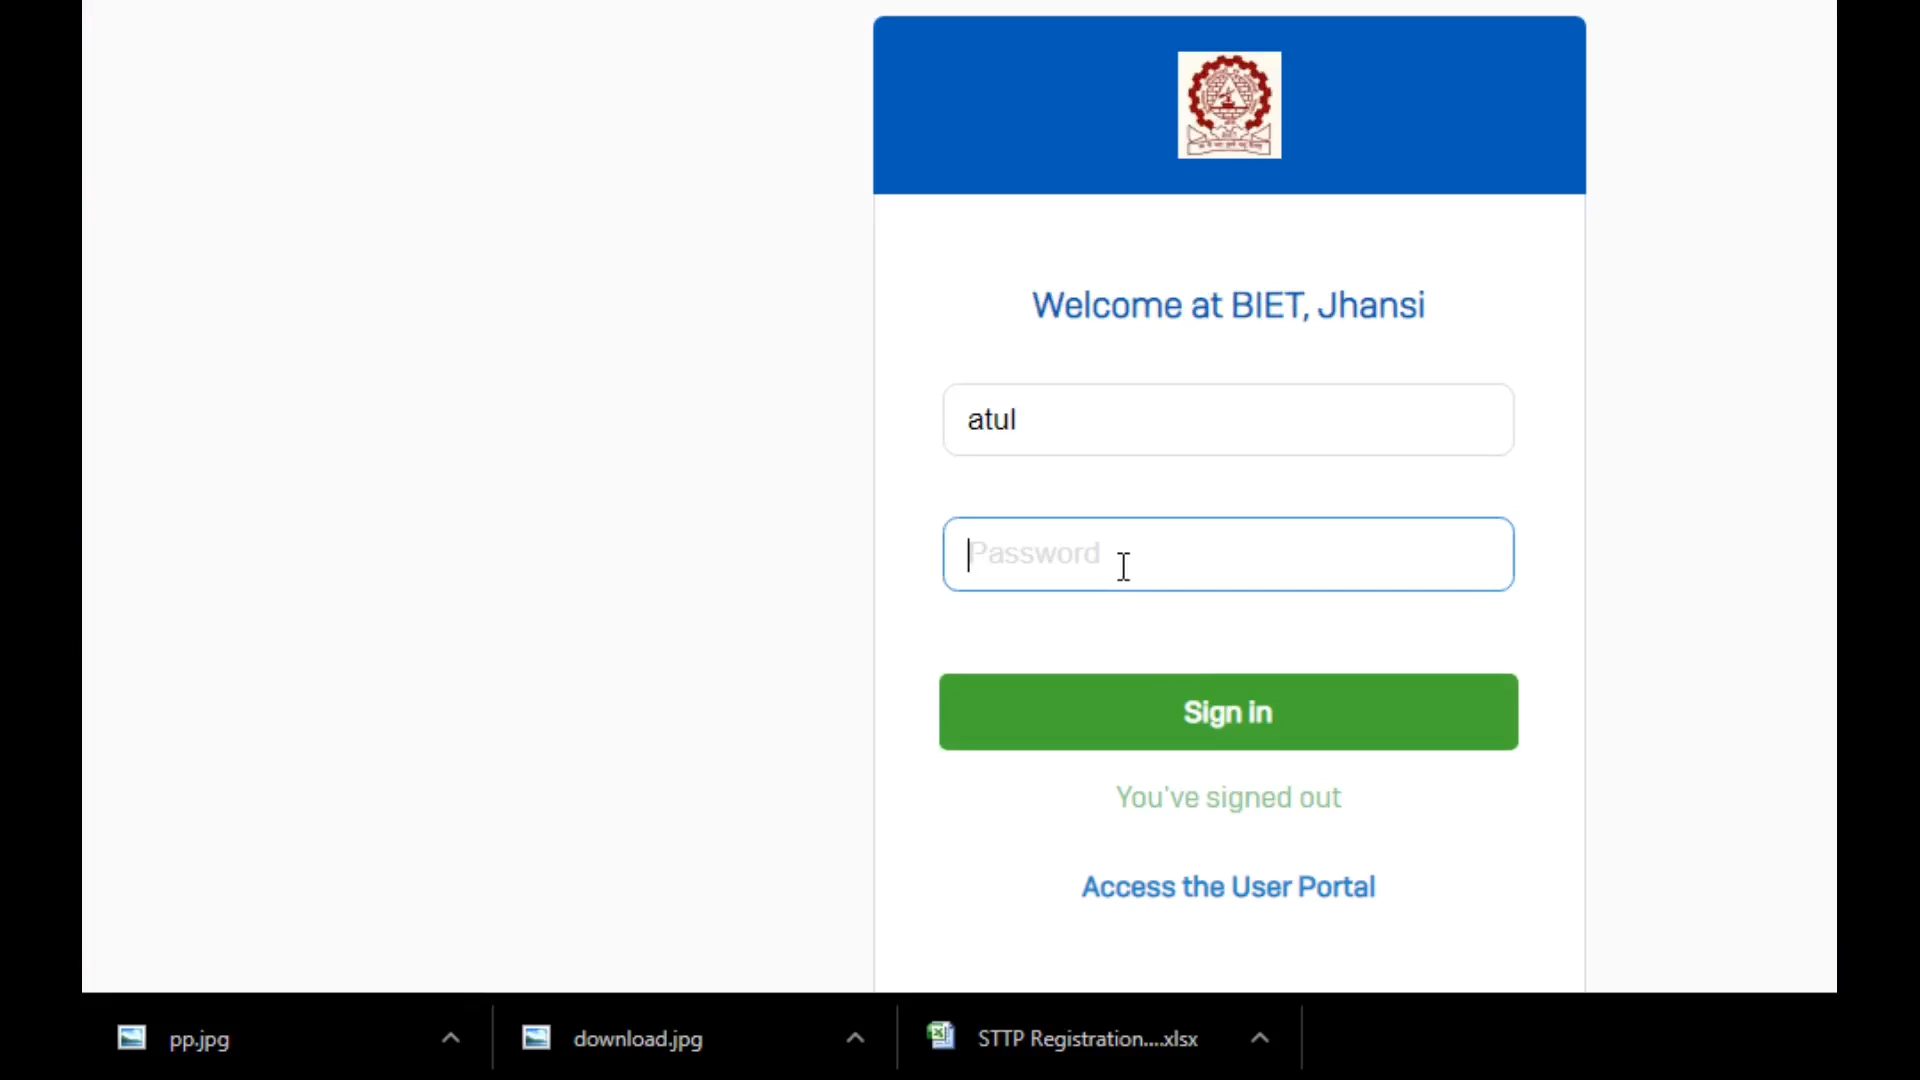 Welcome at BIET, Jhansi
atul
Password
Sign in
You've signed out
Access the User Portal
pp.jpg
download.jpg
STTP Registration....xlsx